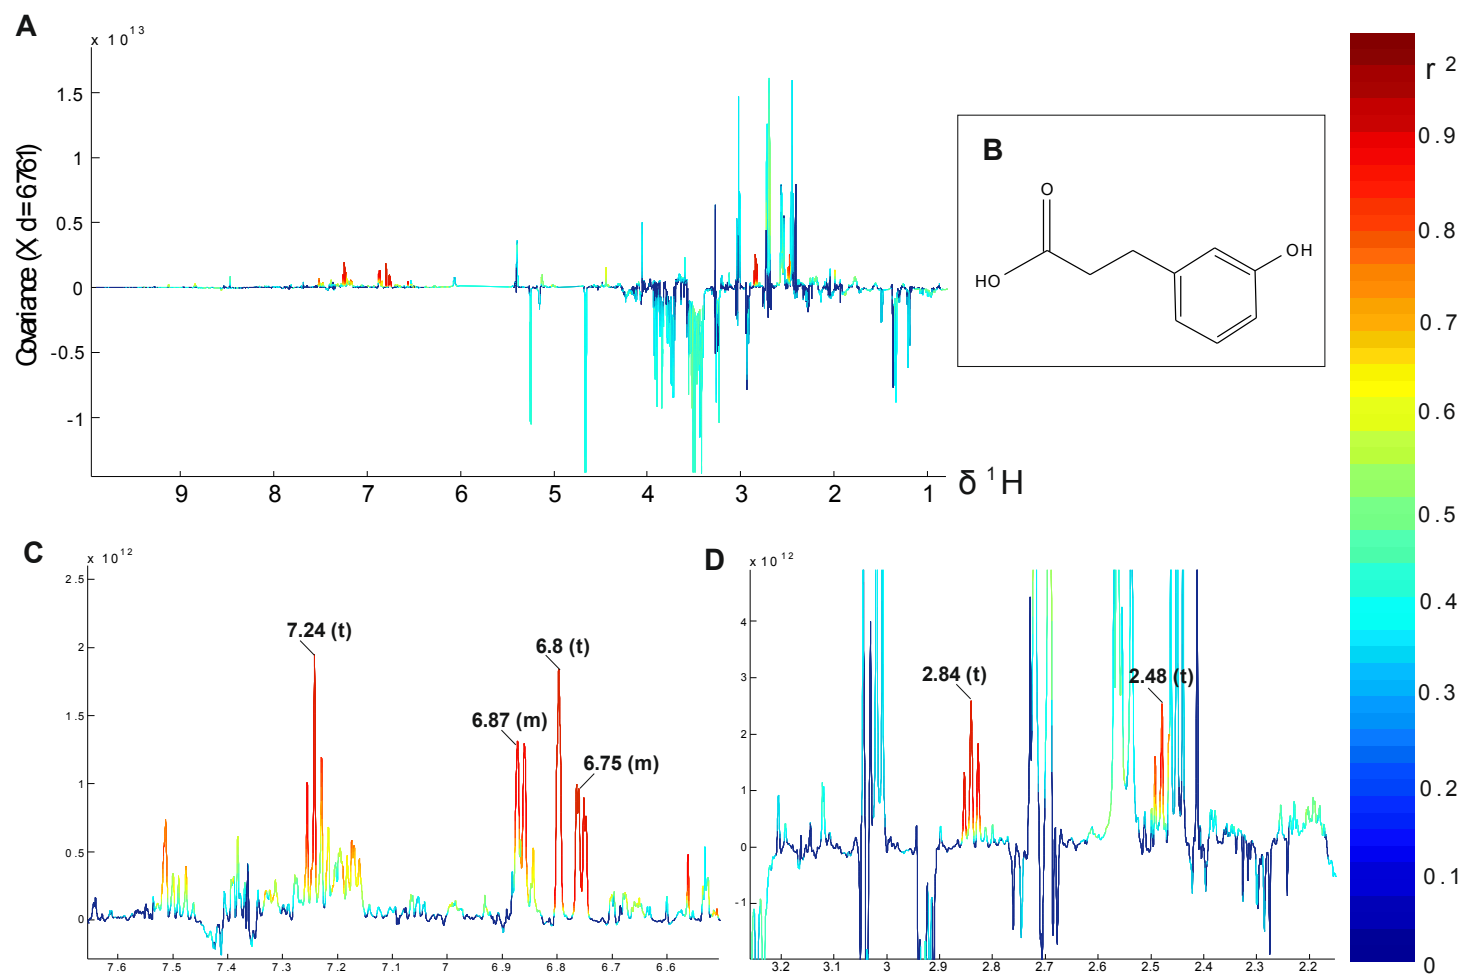 A
x 10^13
1.5
1
0.5
0
-0.5
-1
Covariance (X, d=6761)
9 8 7 6 5 4 3 2 1
δ ¹H
B
O
HO
OH
r 2
0.9
0.8
0.7
0.6
0.5
0.4
0.3
0.2
0.1
0
C
x 10^12
2.5
2
1.5
1
0.5
0
7.24 (t)
6.8 (t)
6.87 (m)
6.75 (m)
7.6 7.5 7.4 7.3 7.2 7.1 7 6.9 6.8 6.7 6.6
D
x 10^12
4
3
2
1
0
-1
2.84 (t)
2.48 (t)
3.2 3.1 3 2.9 2.8 2.7 2.6 2.5 2.4 2.3 2.2